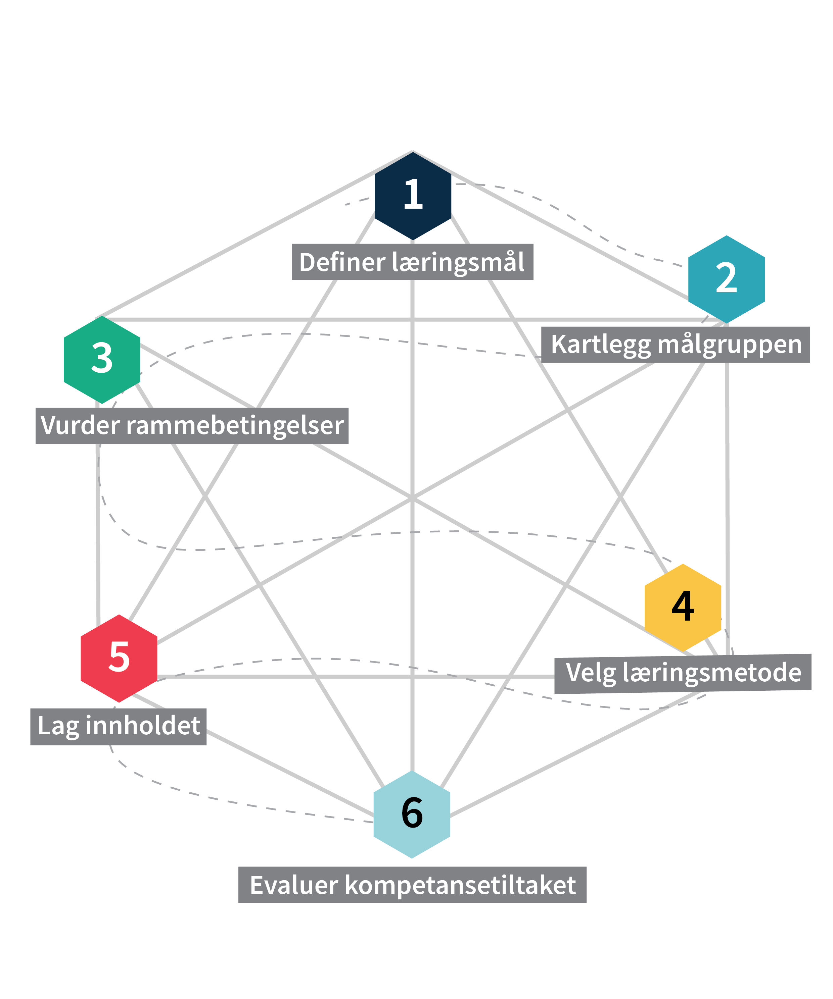 1
Definer læringsmål
2
Kartlegg målgruppen
3
Vurder rammebetingelser
4
Velg læringsmetode
5
Lag innholdet
6
Evaluer kompetansetiltaket